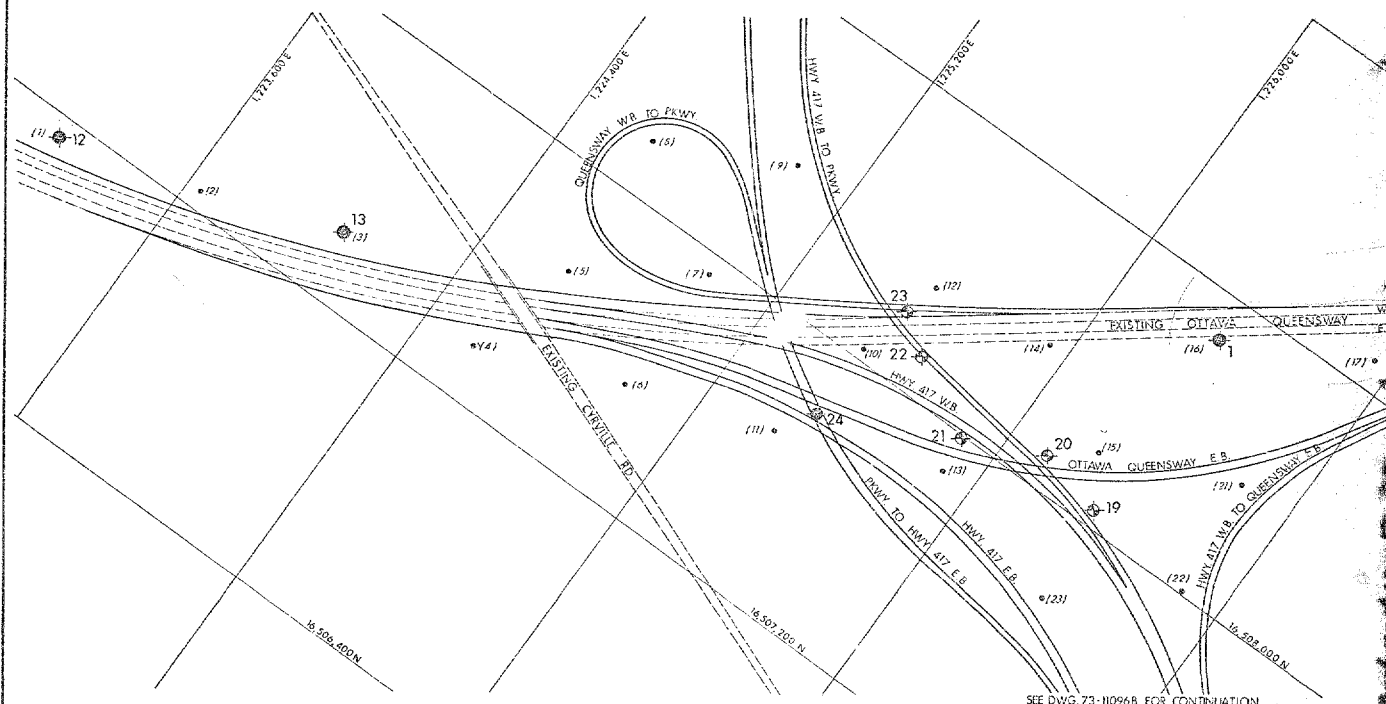 1,223,600 E
1,224,400 E
1,225,200 E
1,226,000 E
(1) 12
(2)
13
(3)
QUEENSWAY W.B. TO PKWY
(5)
(9)
HWY 417 W.B. TO PKWY.
(5)
(7)
(12)
23
EXISTING OTTAWA QUEENSWAY
W
E
(Y4)
(6)
(10)
22
(14)
(16) 1
(17)
EXISTING CYRVILLE RD
HWY 417 W.B.
24
(11)
21
20
(15)
OTTAWA QUEENSWAY E.B.
(13)
(21)
19
HWY 417 W.B. TO QUEENSWAY E.B.
PKWY TO HWY 417 E.B.
HWY. 417 E.B.
(22)
(23)
16,506,400 N
16,507,200 N
16,508,000 N
SEE DWG. 73-11096B FOR CONTINUATION